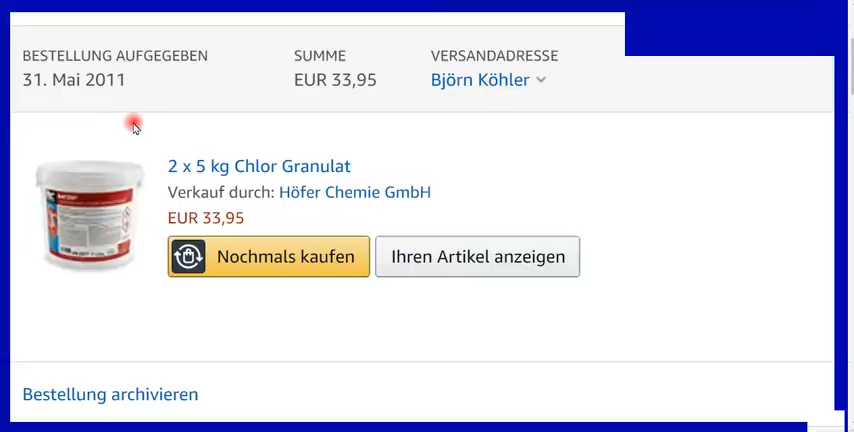 BESTELLUNG AUFGEGEBEN SUMME VERSANDADRESSE
31. Mai 2011 EUR 33,95 Björn Köhler
2 x 5 kg Chlor Granulat
Verkauf durch: Höfer Chemie GmbH
EUR 33,95
Nochmals kaufen Ihren Artikel anzeigen
Bestellung archivieren